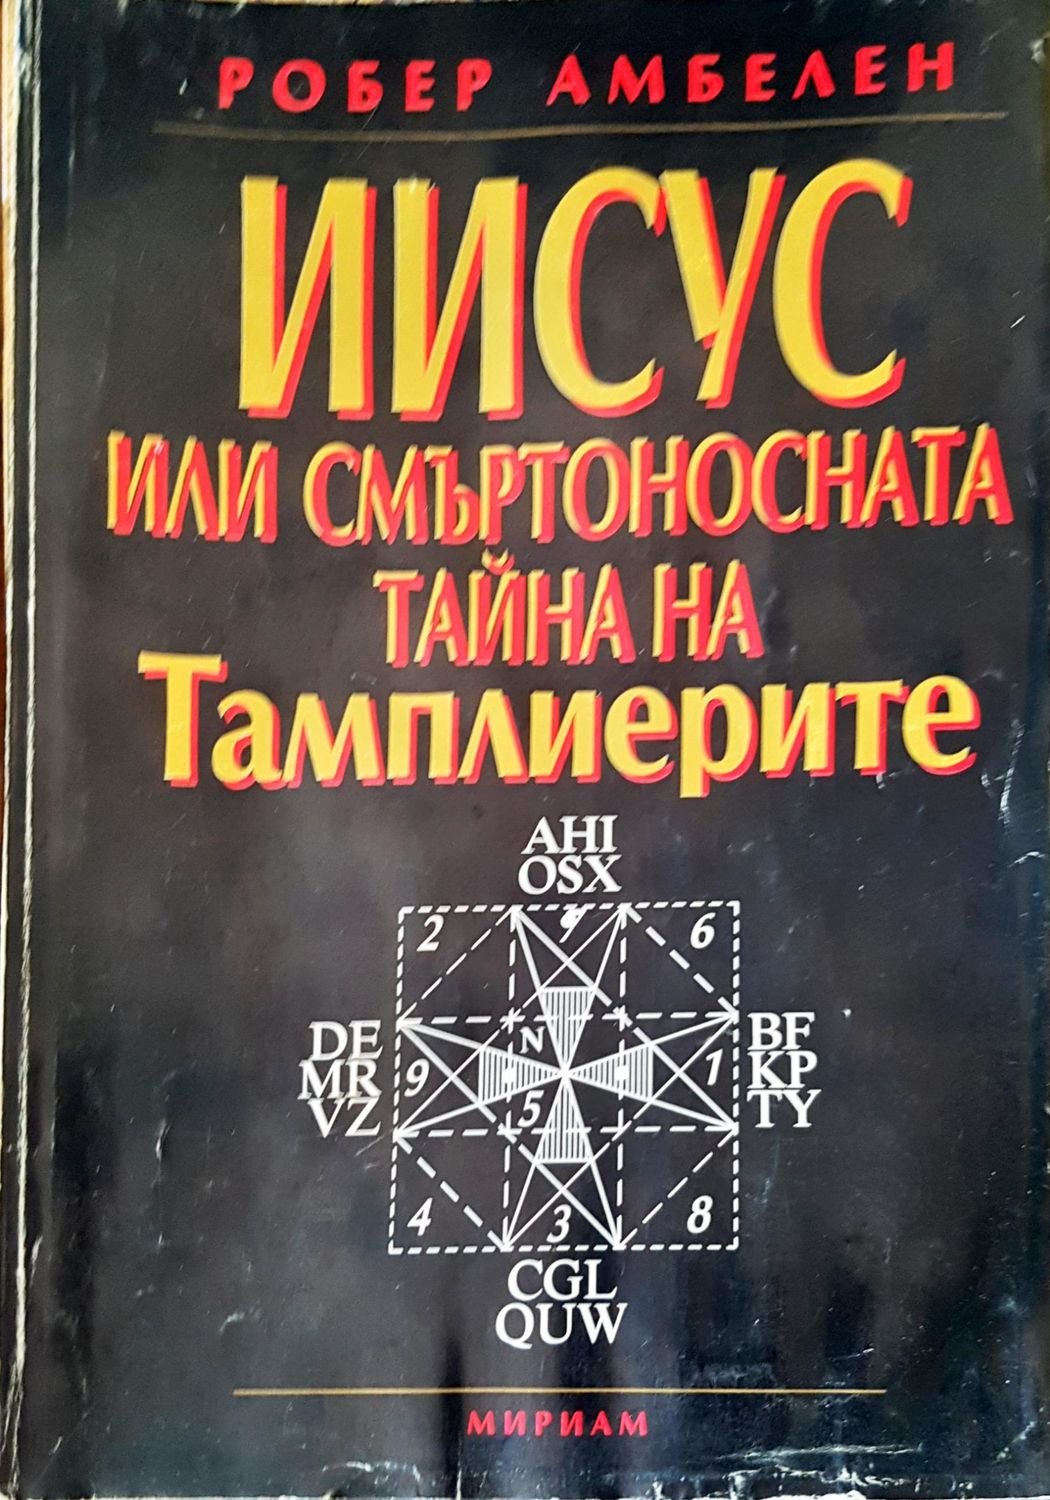 РОБЕР АМБЕЛЕН
ИИСУС
ИЛИ СМЪРТОНОСНАТА
ТАЙНА НА
Тамплиерите
AHI
OSX
2 6
DE
MR
VZ
N
9 1
5
BF
KP
TY
4 3 8
CGL
QUW
МИРИАМ